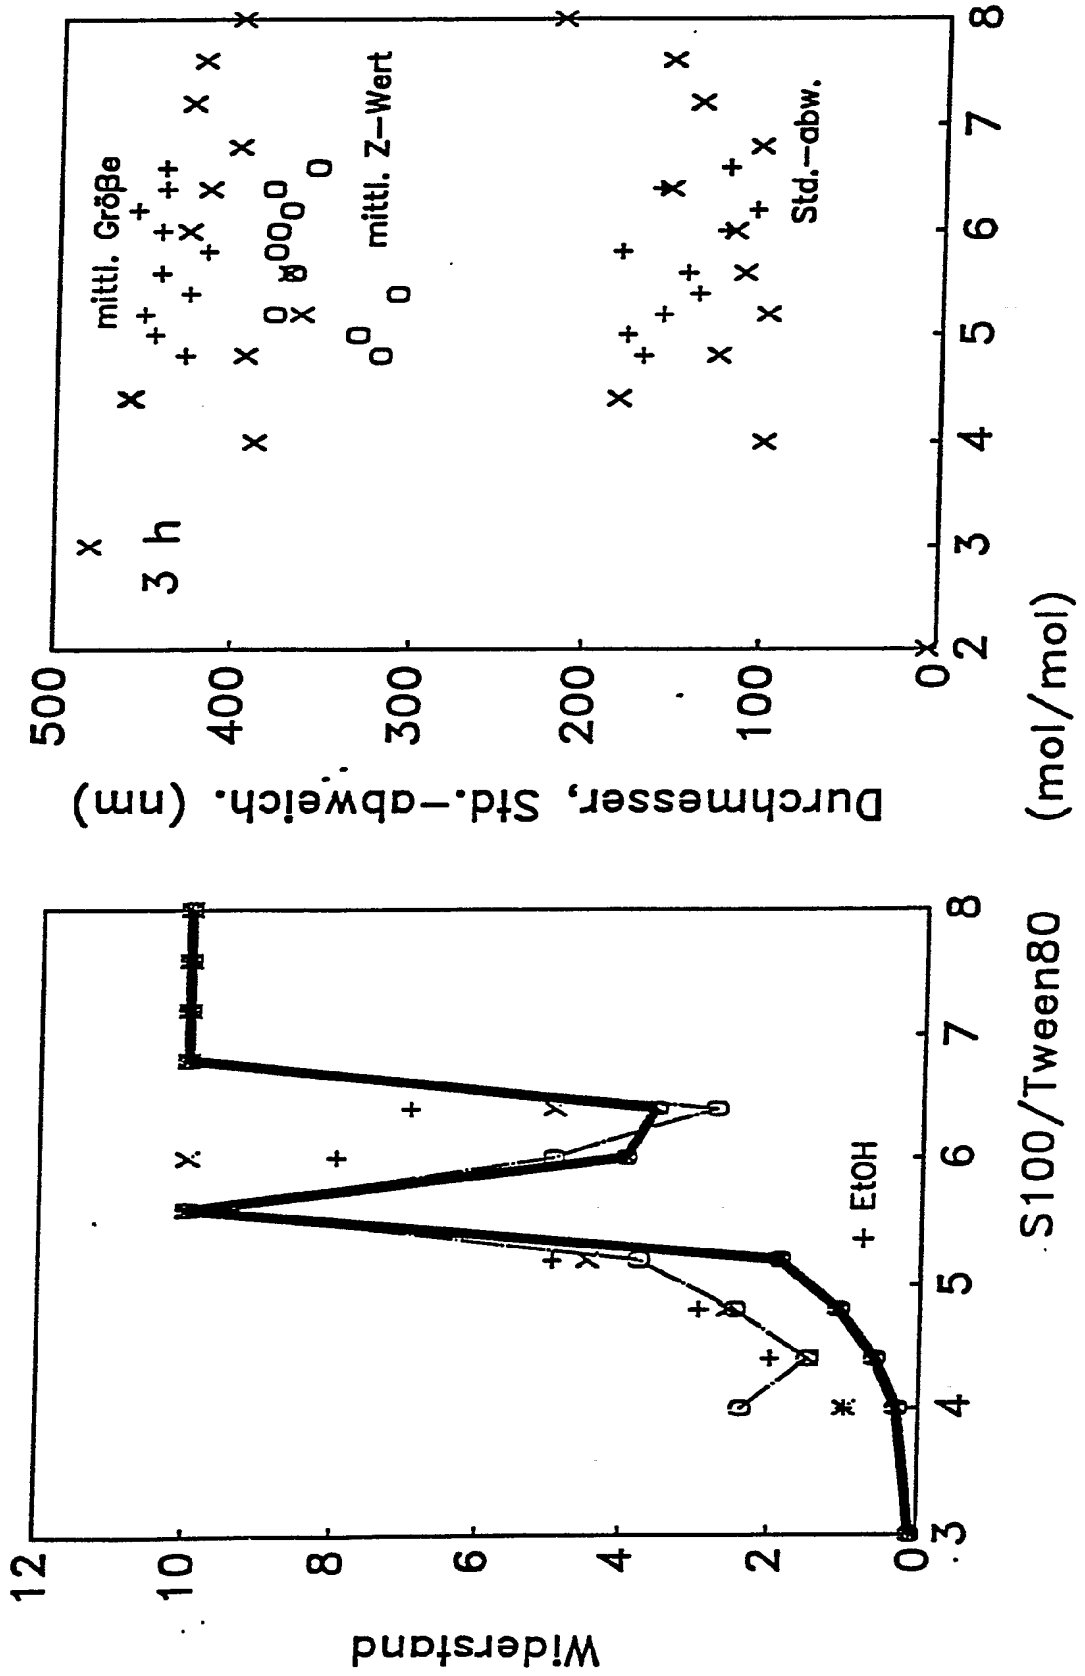 Widerstand
12
10
8
6
4
2
0
3
4
5
6
7
8
+ EtOH
S100/Tween80
(mol/mol)
Durchmesser, Std.-abweich. (nm)
500
400
300
200
100
0
2
3
4
5
6
7
8
3 h
mittl. Größe
mittl. Z-Wert
Std.-abw.